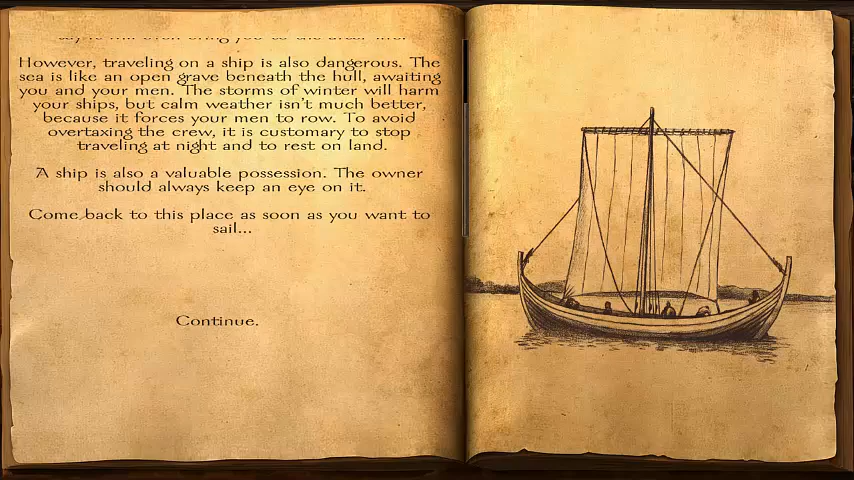 However, traveling on a ship is also dangerous. The
sea is like an open grave beneath the hull, awaiting
you and your men. The storms of winter will harm
your ships, but calm weather isn't much better,
because it forces your men to row. To avoid
overtaxing the crew, it is customary to stop
traveling at night and to rest on land.
A ship is also a valuable possession. The owner
should always keep an eye on it.
Come back to this place as soon as you want to
sail...
Continue.